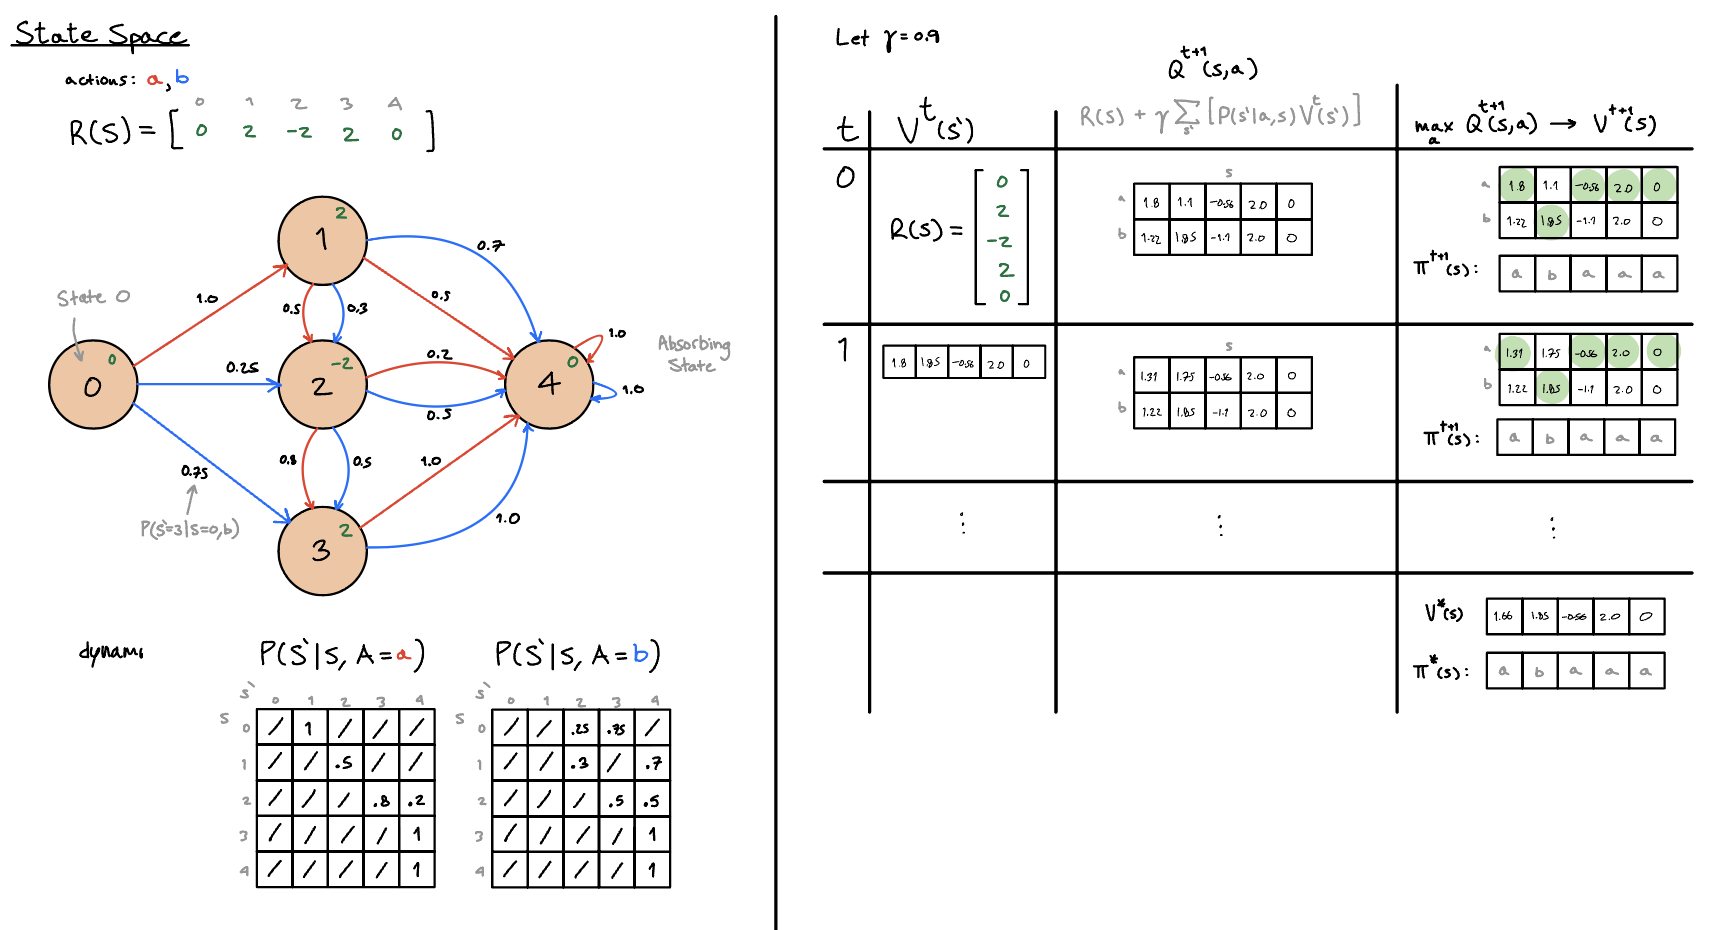 State Space
actions: a, b
0 1 2 3 4
R(S) = [ 0 2 -2 2 0 ]
State 0
0
0
1
2
2
-2
3
2
4
0
1.0
0.25
0.75
P(S`=3|S=0,b)
0.5
0.3
0.7
0.5
0.2
0.5
0.8
0.5
1.0
1.0
1.0
1.0
Absorbing
State
dynami
P(S`|S, A=a)
S`
0 1 2 3 4
S
0 / 1 / / /
1 / / .5 / /
2 / / / .8 .2
3 / / / / 1
4 / / / / 1
P(S`|S, A=b)
S`
0 1 2 3 4
S
0 / / .25 .75 /
1 / / .3 / .7
2 / / / .5 .5
3 / / / / 1
4 / / / / 1
Let γ=0.9
t
V^t(S`)
Q^t+1(S,a)
R(S) + γ Σ_S` [P(S`|a,S) V^t(S`)]
max_a Q^t+1(S,a) → V^t+1(S)
0
R(S) = [ 0 2 -2 2 0 ]
S
a 1.8 1.1 -0.56 2.0 0
b 1.22 1.85 -1.1 2.0 0
a 1.8 1.1 -0.56 2.0 0
b 1.22 1.85 -1.1 2.0 0
π^t+1(S): a b a a a
1
1.8 1.85 -0.56 2.0 0
S
a 1.31 1.75 -0.56 2.0 0
b 1.22 1.85 -1.1 2.0 0
a 1.31 1.75 -0.56 2.0 0
b 1.22 1.85 -1.1 2.0 0
π^t+1(S): a b a a a
⋮ ⋮ ⋮
V*(S) 1.66 1.85 -0.56 2.0 0
π*(S): a b a a a